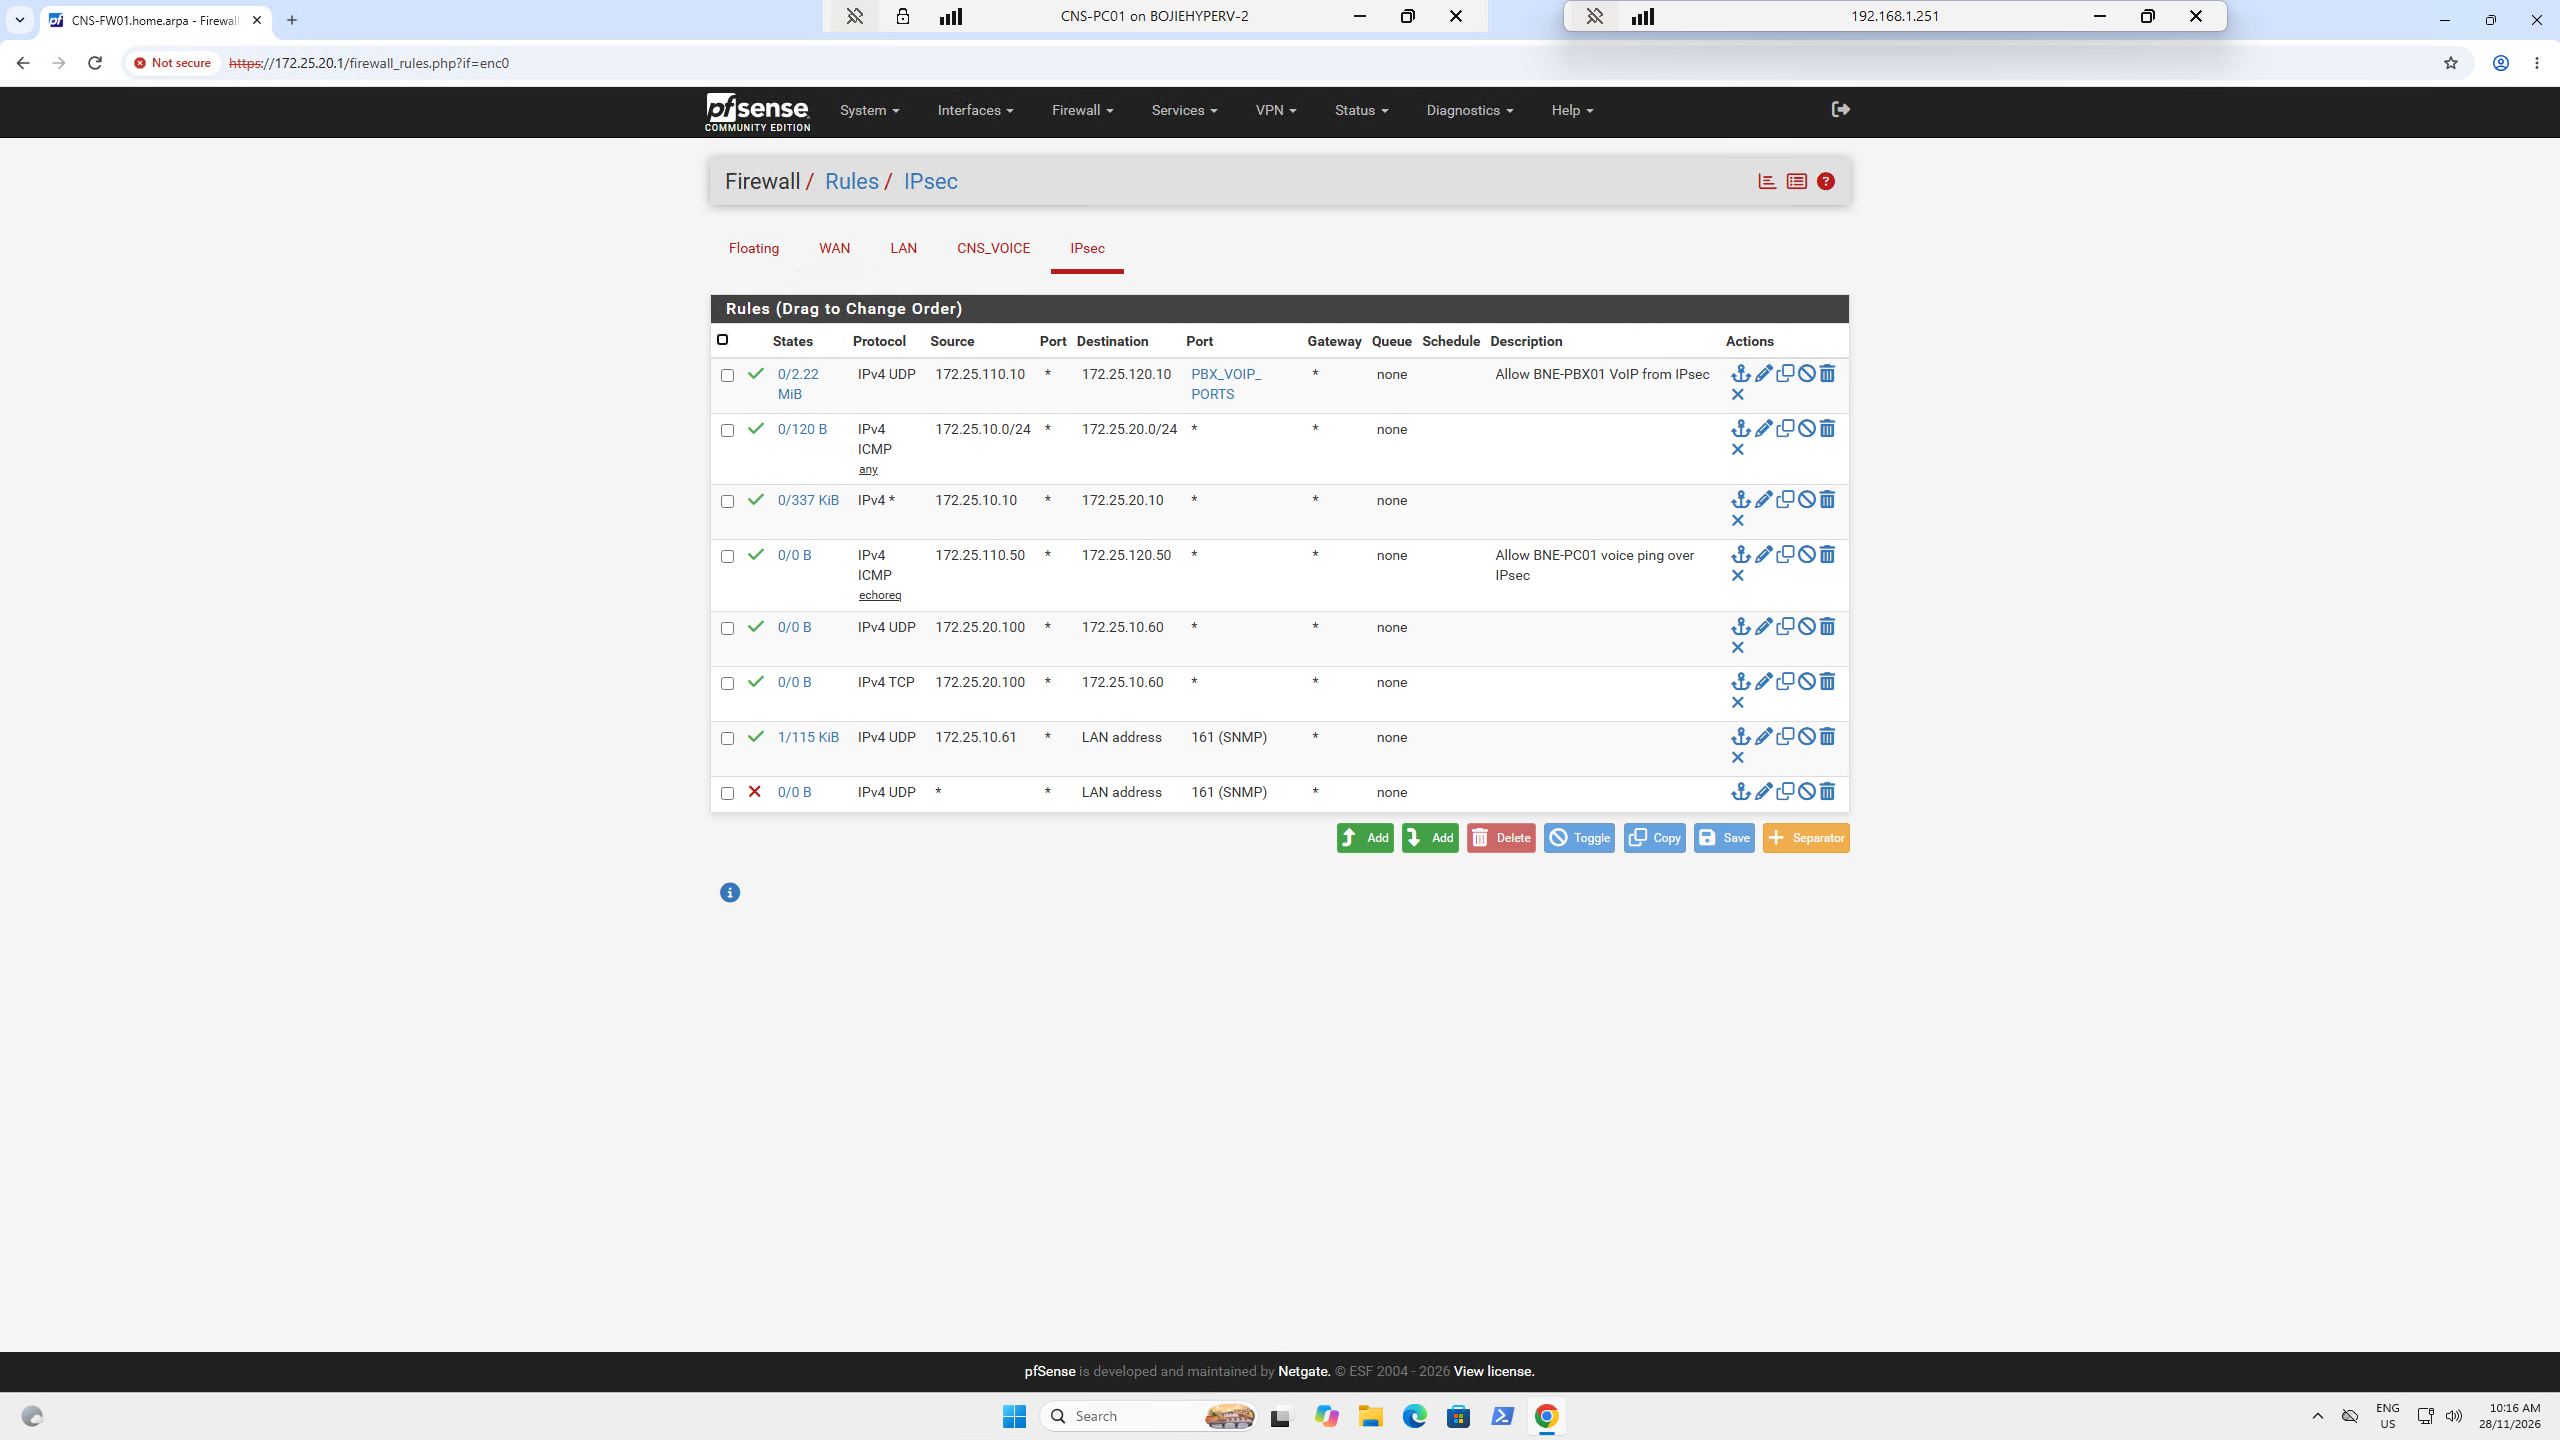 CNS-FW01.home.arpa - Firewall
CNS-PC01 on BOJIEHYPERV-2
192.168.1.251
Not secure https://172.25.20.1/firewall_rules.php?if=enc0
pfsense COMMUNITY EDITION System Interfaces Firewall Services VPN Status Diagnostics Help
Firewall / Rules / IPsec
Floating WAN LAN CNS_VOICE IPsec
Rules (Drag to Change Order)
States Protocol Source Port Destination Port Gateway Queue Schedule Description Actions
0/2.22 IPv4 UDP 172.25.110.10 * 172.25.120.10 PBX_VOIP_ * none Allow BNE-PBX01 VoIP from IPsec
MiB PORTS
0/120 B IPv4 172.25.10.0/24 * 172.25.20.0/24 * * none
ICMP
any
0/337 KiB IPv4 * 172.25.10.10 * 172.25.20.10 * * none
0/0 B IPv4 172.25.110.50 * 172.25.120.50 * * none Allow BNE-PC01 voice ping over
ICMP IPsec
echoreq
0/0 B IPv4 UDP 172.25.20.100 * 172.25.10.60 * * none
0/0 B IPv4 TCP 172.25.20.100 * 172.25.10.60 * * none
1/115 KiB IPv4 UDP 172.25.10.61 * LAN address 161 (SNMP) * none
0/0 B IPv4 UDP * * LAN address 161 (SNMP) * none
Add Add Delete Toggle Copy Save Separator
pfSense is developed and maintained by Netgate. © ESF 2004 - 2026 View license.
Search
ENG
US
10:16 AM
28/11/2026